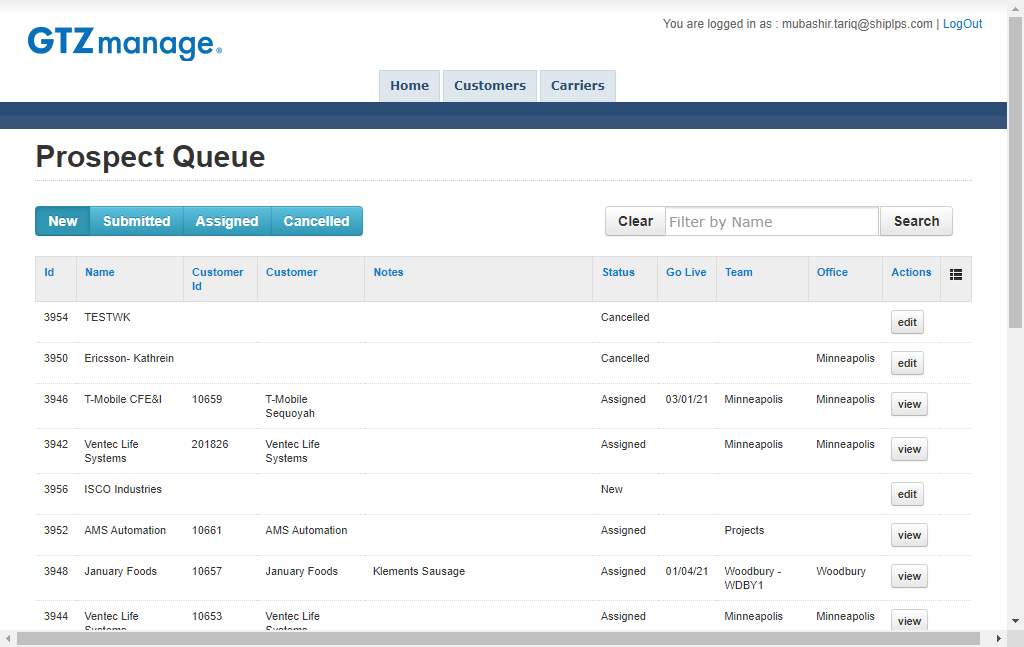 You are logged in as : mubashir.tariq@shiplps.com | LogOut
GTZmanage®
Home Customers Carriers
Prospect Queue
New Submitted Assigned Cancelled Clear Filter by Name Search
Id Name Customer Id Customer Notes Status Go Live Team Office Actions
3954 TESTWK Cancelled edit
3950 Ericsson- Kathrein Cancelled Minneapolis edit
3946 T-Mobile CFE&I 10659 T-Mobile Sequoyah Assigned 03/01/21 Minneapolis Minneapolis view
3942 Ventec Life Systems 201826 Ventec Life Systems Assigned Minneapolis Minneapolis view
3956 ISCO Industries New edit
3952 AMS Automation 10661 AMS Automation Assigned Projects view
3948 January Foods 10657 January Foods Klements Sausage Assigned 01/04/21 Woodbury - WDBY1 Woodbury view
3944 Ventec Life Systems 10653 Ventec Life Systems Assigned Minneapolis Minneapolis view